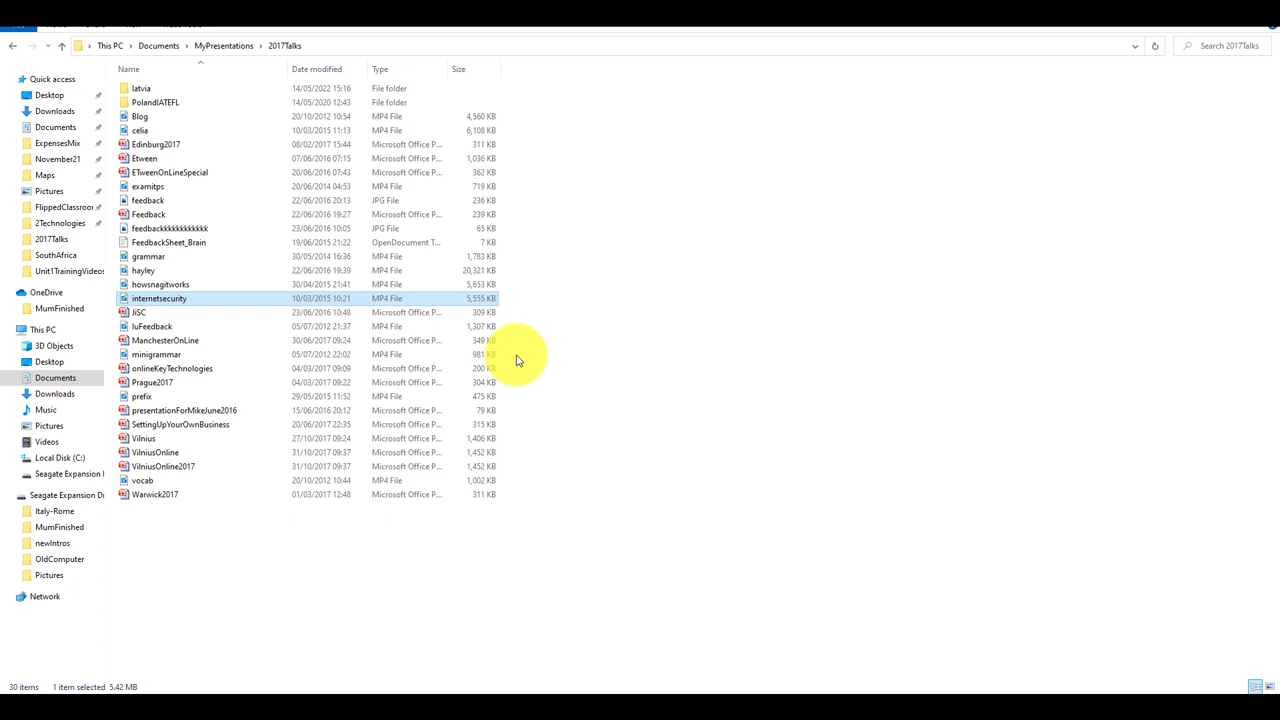 This PC > Documents > MyPresentations > 2017Talks
Search 2017Talks
Name Date modified Type Size
Quick access
Desktop
Downloads
Documents
ExpensesMix
November21
Maps
Pictures
FlippedClassroor
2Technologies
2017Talks
SouthAfrica
Unit1TrainingVideos
OneDrive
MumFinished
This PC
3D Objects
Desktop
Documents
Downloads
Music
Pictures
Videos
Local Disk (C:)
Seagate Expansion
Seagate Expansion Dr
Italy-Rome
MumFinished
newIntros
OldComputer
Pictures
Network
latvia 14/05/2022 15:16 File folder
PolandIATEFL 14/05/2020 12:43 File folder
Blog 20/10/2012 10:54 MP4 File 4,560 KB
celia 10/03/2015 11:13 MP4 File 6,108 KB
Edinburg2017 08/02/2017 15:44 Microsoft Office P... 311 KB
Etween 07/06/2016 07:15 Microsoft Office P... 1,036 KB
ETweenOnLineSpecial 20/06/2016 07:43 Microsoft Office P... 362 KB
examitps 20/06/2014 04:53 MP4 File 719 KB
feedback 22/06/2016 20:13 JPG File 236 KB
Feedback 22/06/2016 19:27 Microsoft Office P... 239 KB
feedbackkkkkkkkkkkk 23/06/2016 10:05 JPG File 65 KB
FeedbackSheet_Brain 19/06/2015 21:22 OpenDocument T... 7 KB
grammar 30/05/2014 16:36 MP4 File 1,783 KB
hayley 22/06/2016 19:39 MP4 File 20,321 KB
howsnagitworks 30/04/2015 21:41 MP4 File 5,653 KB
internetsecurity 10/03/2015 10:21 MP4 File 5,555 KB
JiSC 23/06/2016 10:48 Microsoft Office P... 309 KB
luFeedback 05/07/2012 21:37 MP4 File 1,307 KB
ManchesterOnLine 30/06/2017 09:24 Microsoft Office P... 349 KB
minigrammar 05/07/2012 22:02 MP4 File 981 KB
onlineKeyTechnologies 04/03/2017 09:09 Microsoft Office P... 200 KB
Prague2017 04/03/2017 09:22 Microsoft Office P... 304 KB
prefix 29/05/2015 11:52 MP4 File 475 KB
presentationForMikeJune2016 15/06/2016 20:12 Microsoft Office P... 79 KB
SettingUpYourOwnBusiness 20/06/2017 22:35 Microsoft Office P... 315 KB
Vilnius 27/10/2017 09:24 Microsoft Office P... 1,406 KB
VilniusOnline 31/10/2017 09:37 Microsoft Office P... 1,452 KB
VilniusOnline2017 31/10/2017 09:37 Microsoft Office P... 1,452 KB
vocab 20/10/2012 10:44 MP4 File 1,002 KB
Warwick2017 01/03/2017 12:48 Microsoft Office P... 311 KB
30 items 1 item selected 5.42 MB